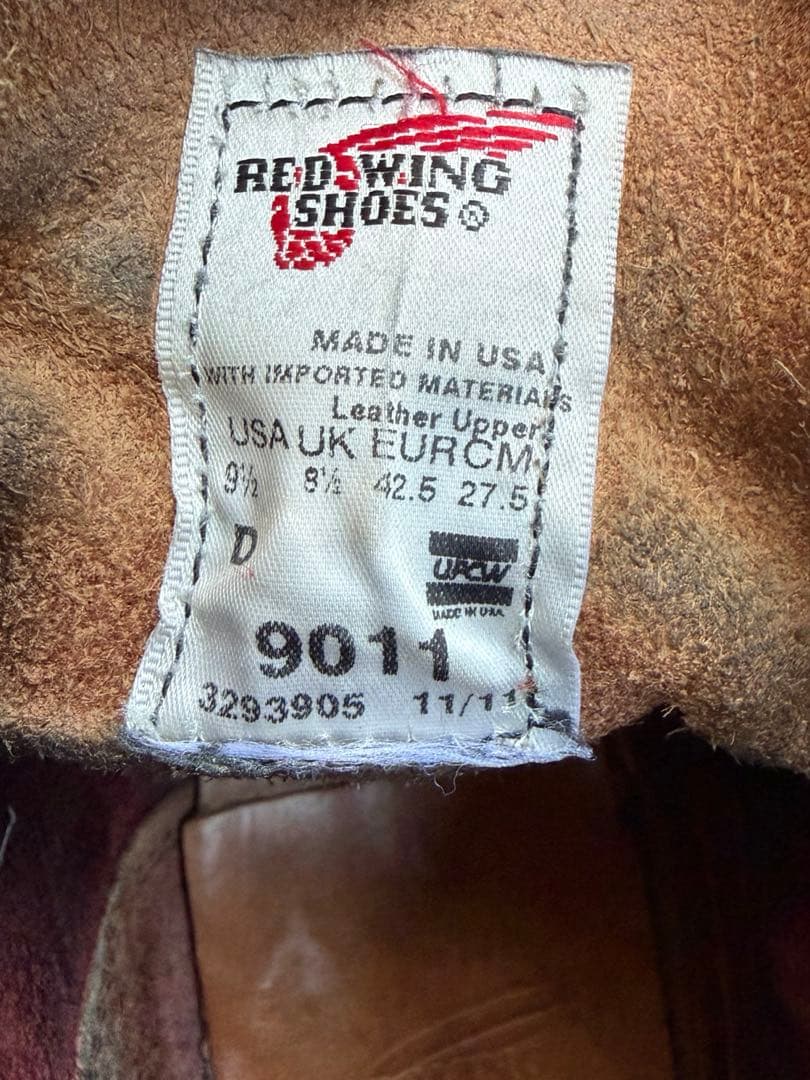 RED WING
SHOES ®
MADE IN USA
WITH IMPORTED MATERIALS
Leather Upper
USA UK EUR CM
9½ 8½ 42.5 27.5
D
UFCW
MADE IN U.S.A.
9011
3293905 11/11